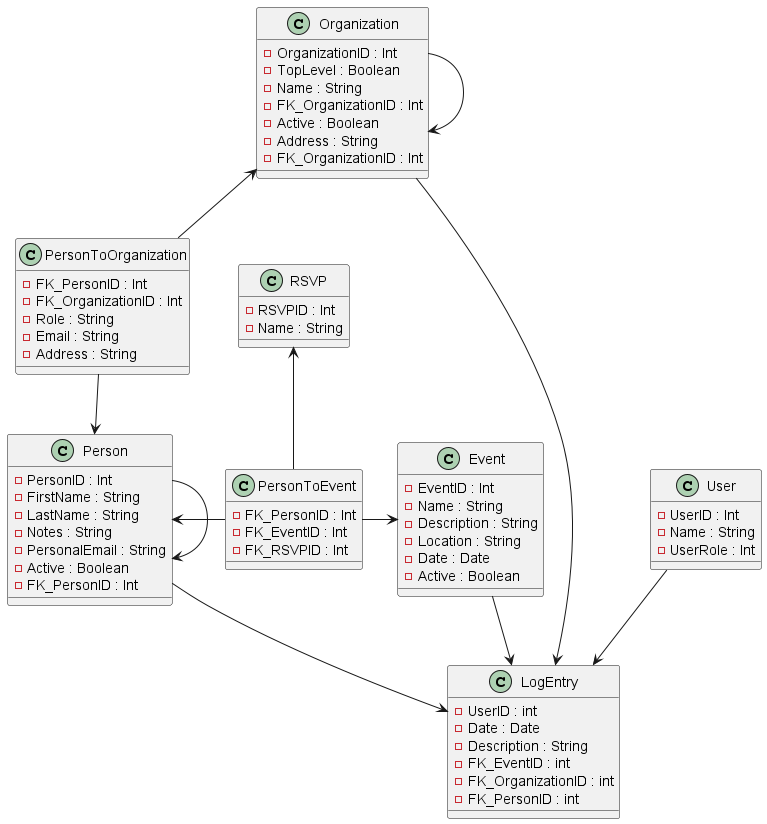 C Organization
OrganizationID : Int
TopLevel : Boolean
Name : String
FK_OrganizationID : Int
Active : Boolean
Address : String
FK_OrganizationID : Int
C PersonToOrganization
FK_PersonID : Int
FK_OrganizationID : Int
Role : String
Email : String
Address : String
C RSVP
RSVPID : Int
Name : String
C Person
PersonID : Int
FirstName : String
LastName : String
Notes : String
PersonalEmail : String
Active : Boolean
FK_PersonID : Int
C PersonToEvent
FK_PersonID : Int
FK_EventID : Int
FK_RSVPID : Int
C Event
EventID : Int
Name : String
Description : String
Location : String
Date : Date
Active : Boolean
C User
UserID : Int
Name : String
UserRole : Int
C LogEntry
UserID : int
Date : Date
Description : String
FK_EventID : int
FK_OrganizationID : int
FK_PersonID : int